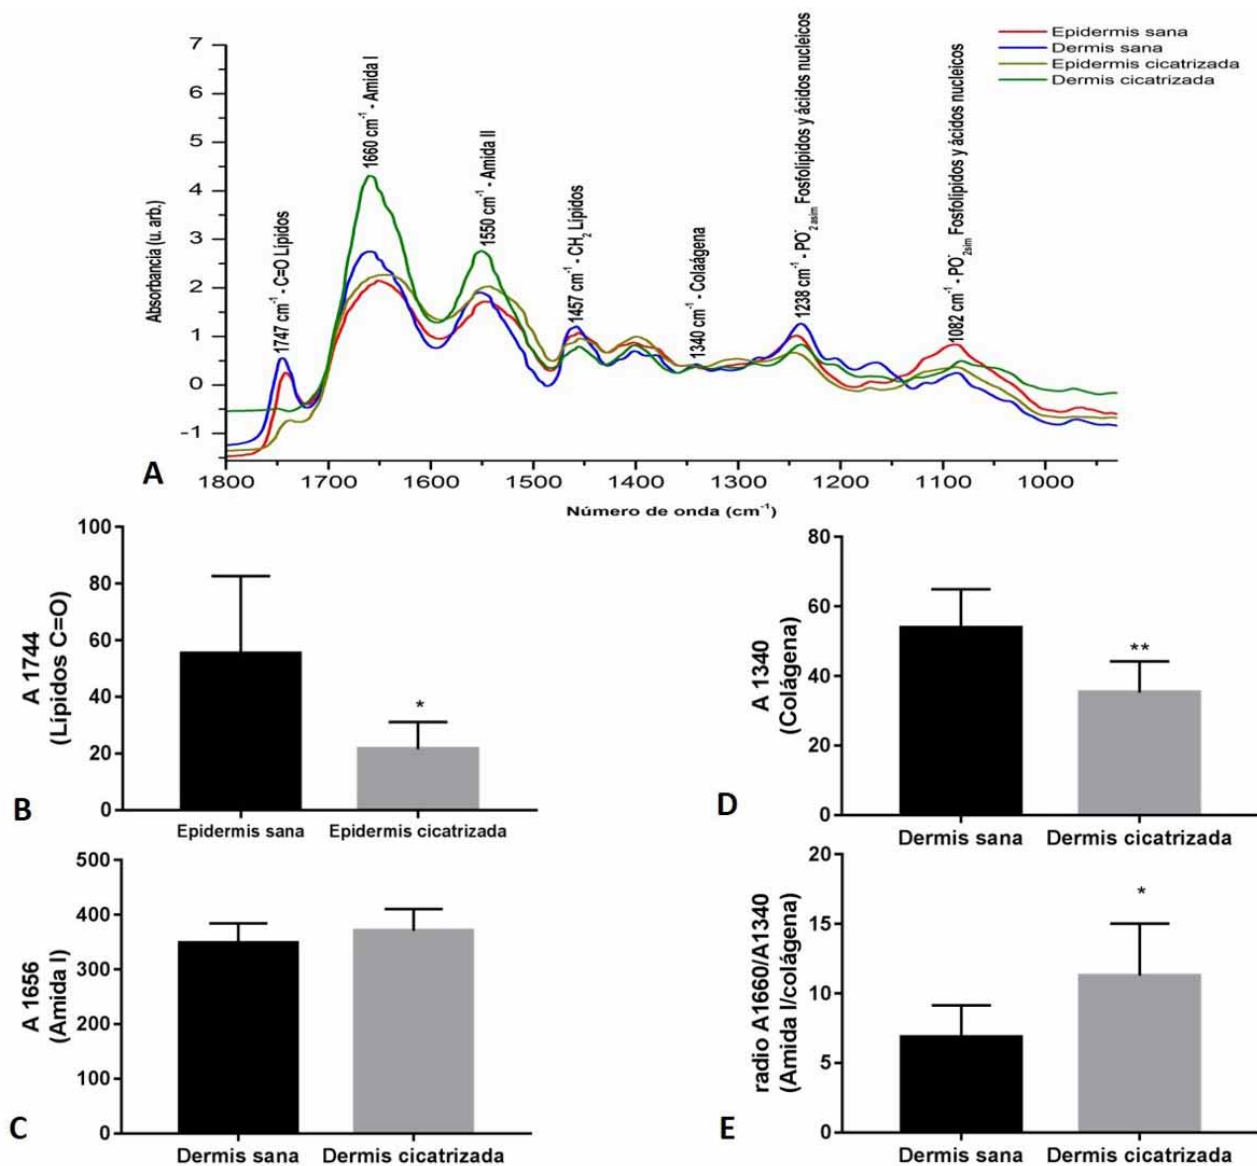 Epidermis sana
Dermis sana
Epidermis cicatrizada
Dermis cicatrizada
7
6
5
4
3
2
1
0
-1
Absorbancia (u. arb.)
1747 cm⁻¹ - C=O Lípidos
1660 cm⁻¹ - Amida I
1550 cm⁻¹ - Amida II
1457 cm⁻¹ - CH₂ Lípidos
1340 cm⁻¹ - Colaágena
1238 cm⁻¹ - PO⁻₂ asim Fosfolípidos y ácidos nucleicos
1082 cm⁻¹ - PO⁻₂sim Fosfolípidos y ácidos nucleicos
1800 1700 1600 1500 1400 1300 1200 1100 1000
Número de onda (cm⁻¹)
A
100
80
60
40
20
0
A 1744
(Lípidos C=O)
*
Epidermis sana Epidermis cicatrizada
B
500
400
300
200
100
0
A 1656
(Amida I)
Dermis sana Dermis cicatrizada
C
80
60
40
20
0
A 1340
(Colágena)
**
Dermis sana Dermis cicatrizada
D
20
15
10
5
0
radio A1660/A1340
(Amida I/colágena)
*
Dermis sana Dermis cicatrizada
E